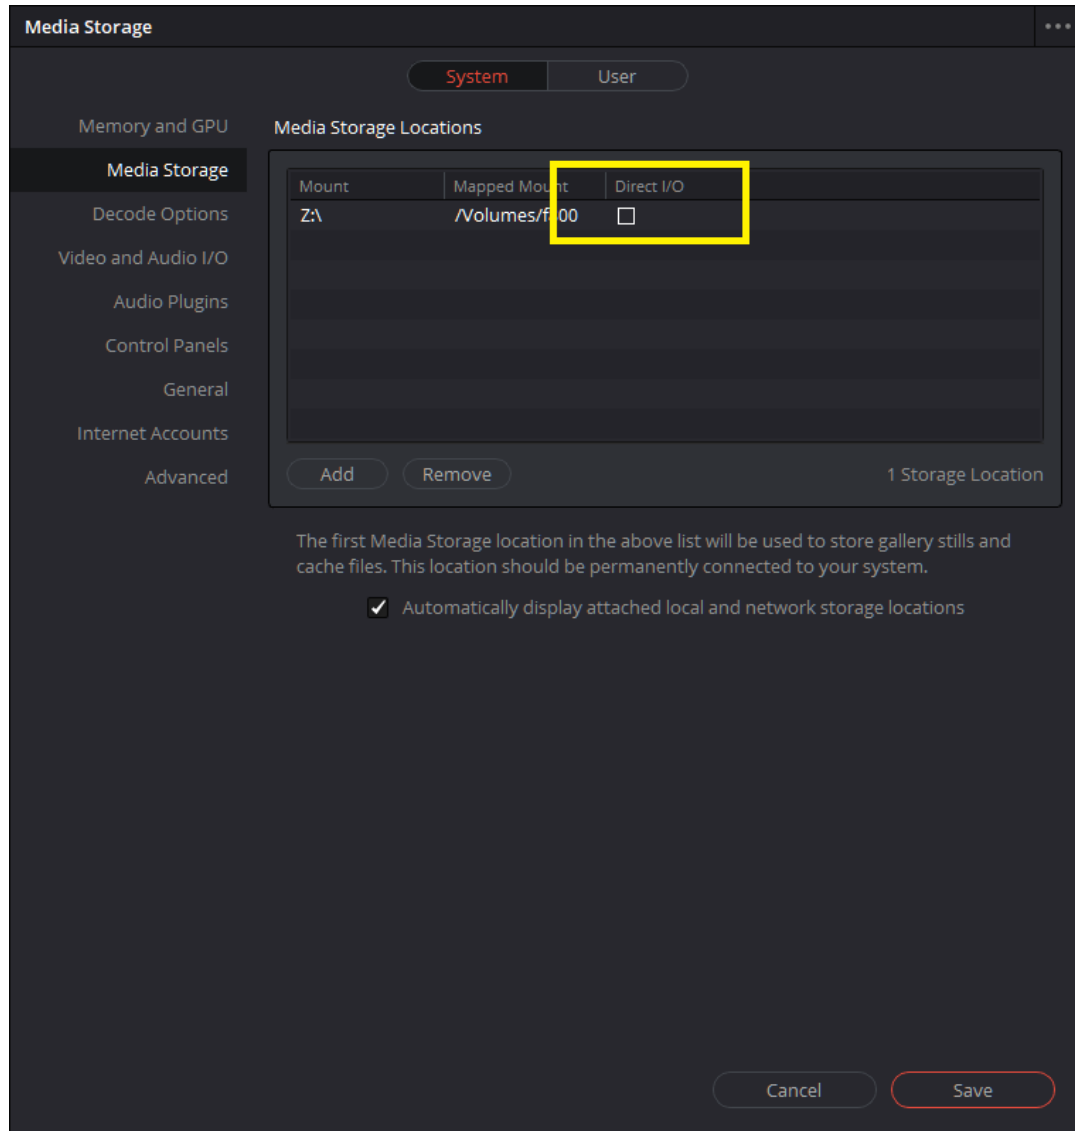 Media Storage
System User
Memory and GPU
Media Storage
Decode Options
Video and Audio I/O
Audio Plugins
Control Panels
General
Internet Accounts
Advanced
Media Storage Locations
Mount Mapped Mount Direct I/O
Z:\
Add Remove 1 Storage Location
The first Media Storage location in the above list will be used to store gallery stills and
cache files. This location should be permanently connected to your system.
Automatically display attached local and network storage locations
Cancel Save